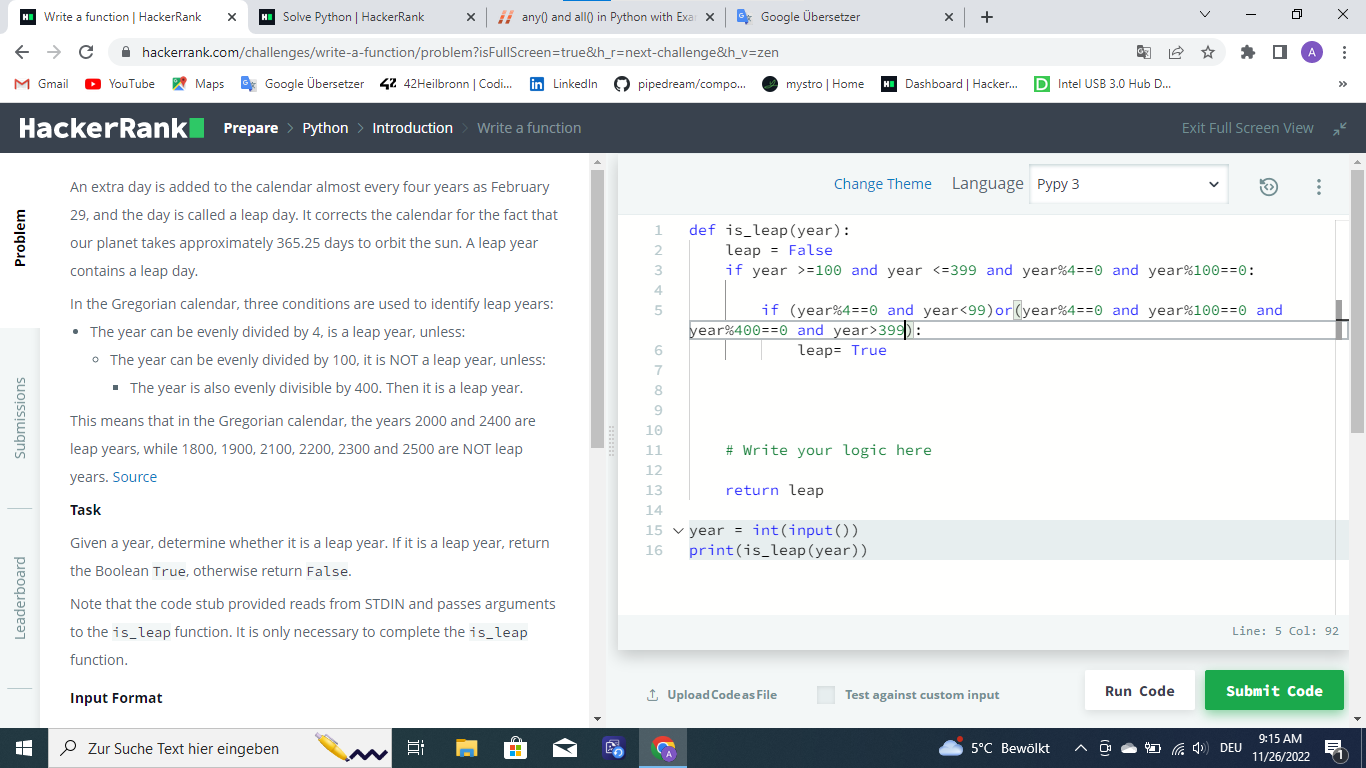 Write a function | HackerRank
Solve Python | HackerRank
any() and all() in Python with Exa
Google Übersetzer
hackerrank.com/challenges/write-a-function/problem?isFullScreen=true&h_r=next-challenge&h_v=zen
A
Gmail
YouTube
Maps
Google Übersetzer
42Heilbronn | Codi...
LinkedIn
pipedream/compo...
mystro | Home
Dashboard | Hacker...
Intel USB 3.0 Hub D...
»
HackerRank
Prepare > Python > Introduction > Write a function
Exit Full Screen View
Problem
Submissions
Leaderboard
An extra day is added to the calendar almost every four years as February
29, and the day is called a leap day. It corrects the calendar for the fact that
our planet takes approximately 365.25 days to orbit the sun. A leap year
contains a leap day.
In the Gregorian calendar, three conditions are used to identify leap years:
The year can be evenly divided by 4, is a leap year, unless:
The year can be evenly divided by 100, it is NOT a leap year, unless:
The year is also evenly divisible by 400. Then it is a leap year.
This means that in the Gregorian calendar, the years 2000 and 2400 are
leap years, while 1800, 1900, 2100, 2200, 2300 and 2500 are NOT leap
years. Source
Task
Given a year, determine whether it is a leap year. If it is a leap year, return
the Boolean True, otherwise return False.
Note that the code stub provided reads from STDIN and passes arguments
to the is_leap function. It is only necessary to complete the is_leap
function.
Input Format
Change Theme
Language
Pypy 3
1 def is_leap(year):
2 leap = False
3 if year >=100 and year <=399 and year%4==0 and year%100==0:
4
5 if (year%4==0 and year<99)or(year%4==0 and year%100==0 and
year%400==0 and year>399):
6 leap= True
7
8
9
10
11 # Write your logic here
12
13 return leap
14
15 year = int(input())
16 print(is_leap(year))
Line: 5 Col: 92
Upload Code as File
Test against custom input
Run Code
Submit Code
Zur Suche Text hier eingeben
5°C Bewölkt
DEU
9:15 AM
11/26/2022
1